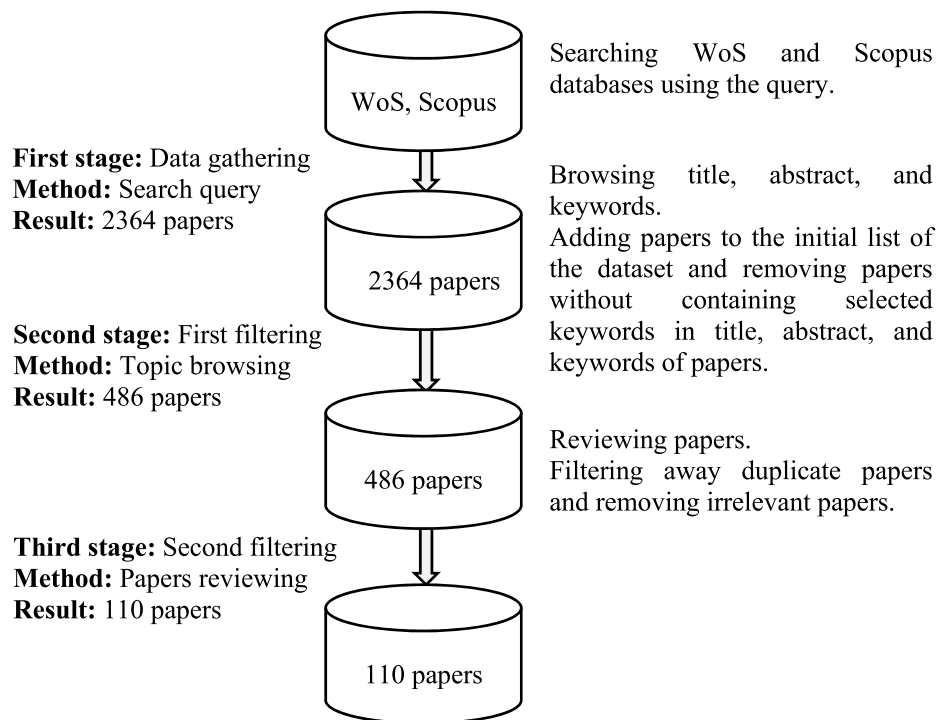 WoS, Scopus
Searching WoS and Scopus
databases using the query.
First stage: Data gathering
Method: Search query
Result: 2364 papers
2364 papers
Browsing title, abstract, and
keywords.
Adding papers to the initial list of
the dataset and removing papers
without containing selected
keywords in title, abstract, and
keywords of papers.
Second stage: First filtering
Method: Topic browsing
Result: 486 papers
486 papers
Reviewing papers.
Filtering away duplicate papers
and removing irrelevant papers.
Third stage: Second filtering
Method: Papers reviewing
Result: 110 papers
110 papers